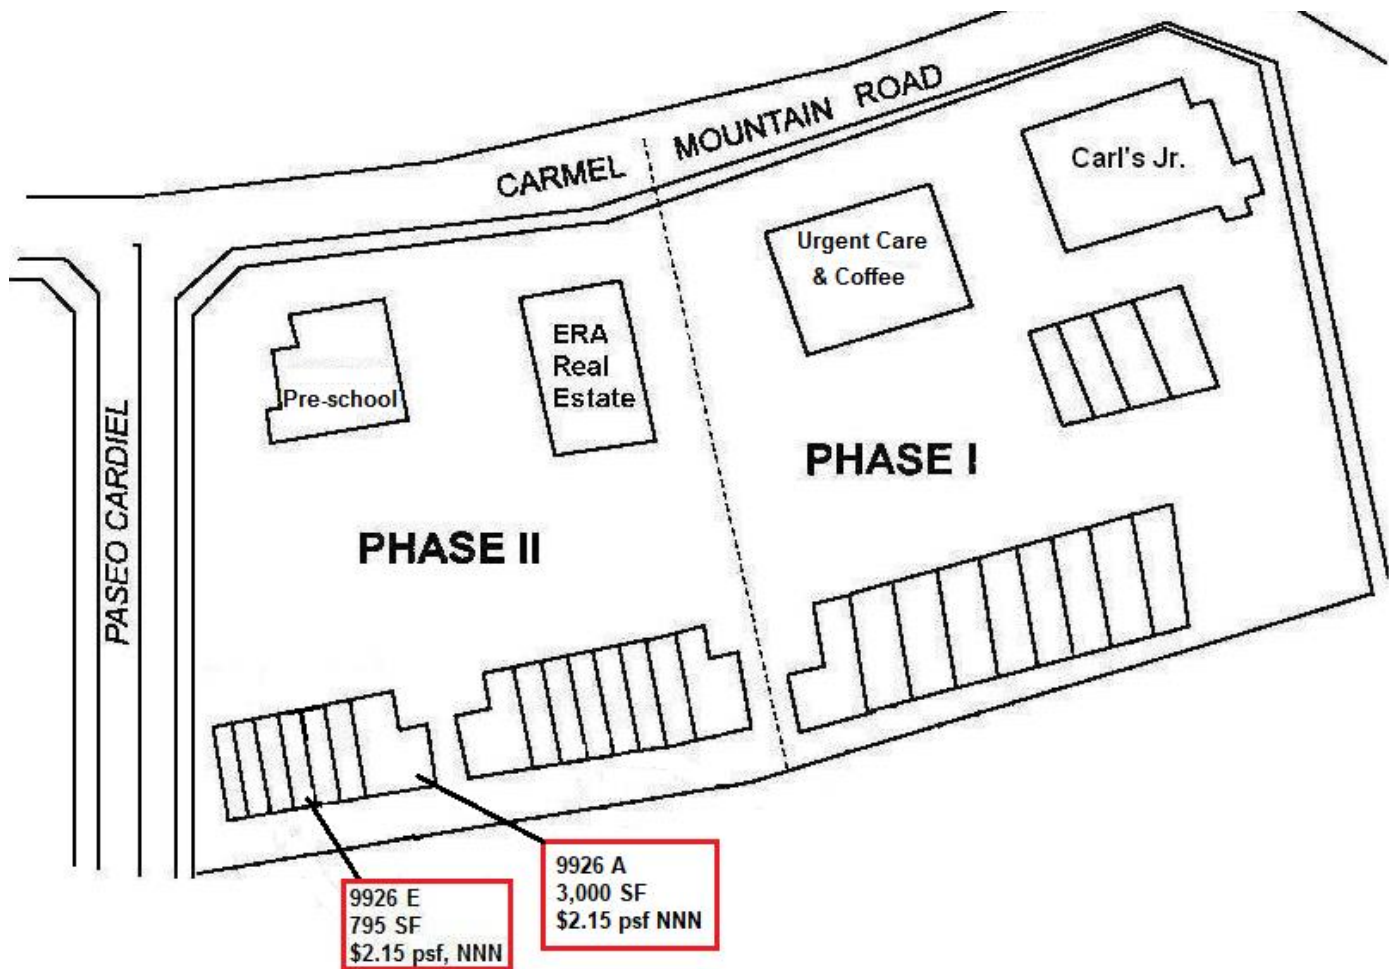 CARMEL MOUNTAIN ROAD
Carl's Jr.
Urgent Care
& Coffee
ERA
Real
Estate
Pre-school
PASEO CARDIEL
PHASE I
PHASE II
9926 A
3,000 SF
$2.15 psf NNN
9926 E
795 SF
$2.15 psf, NNN